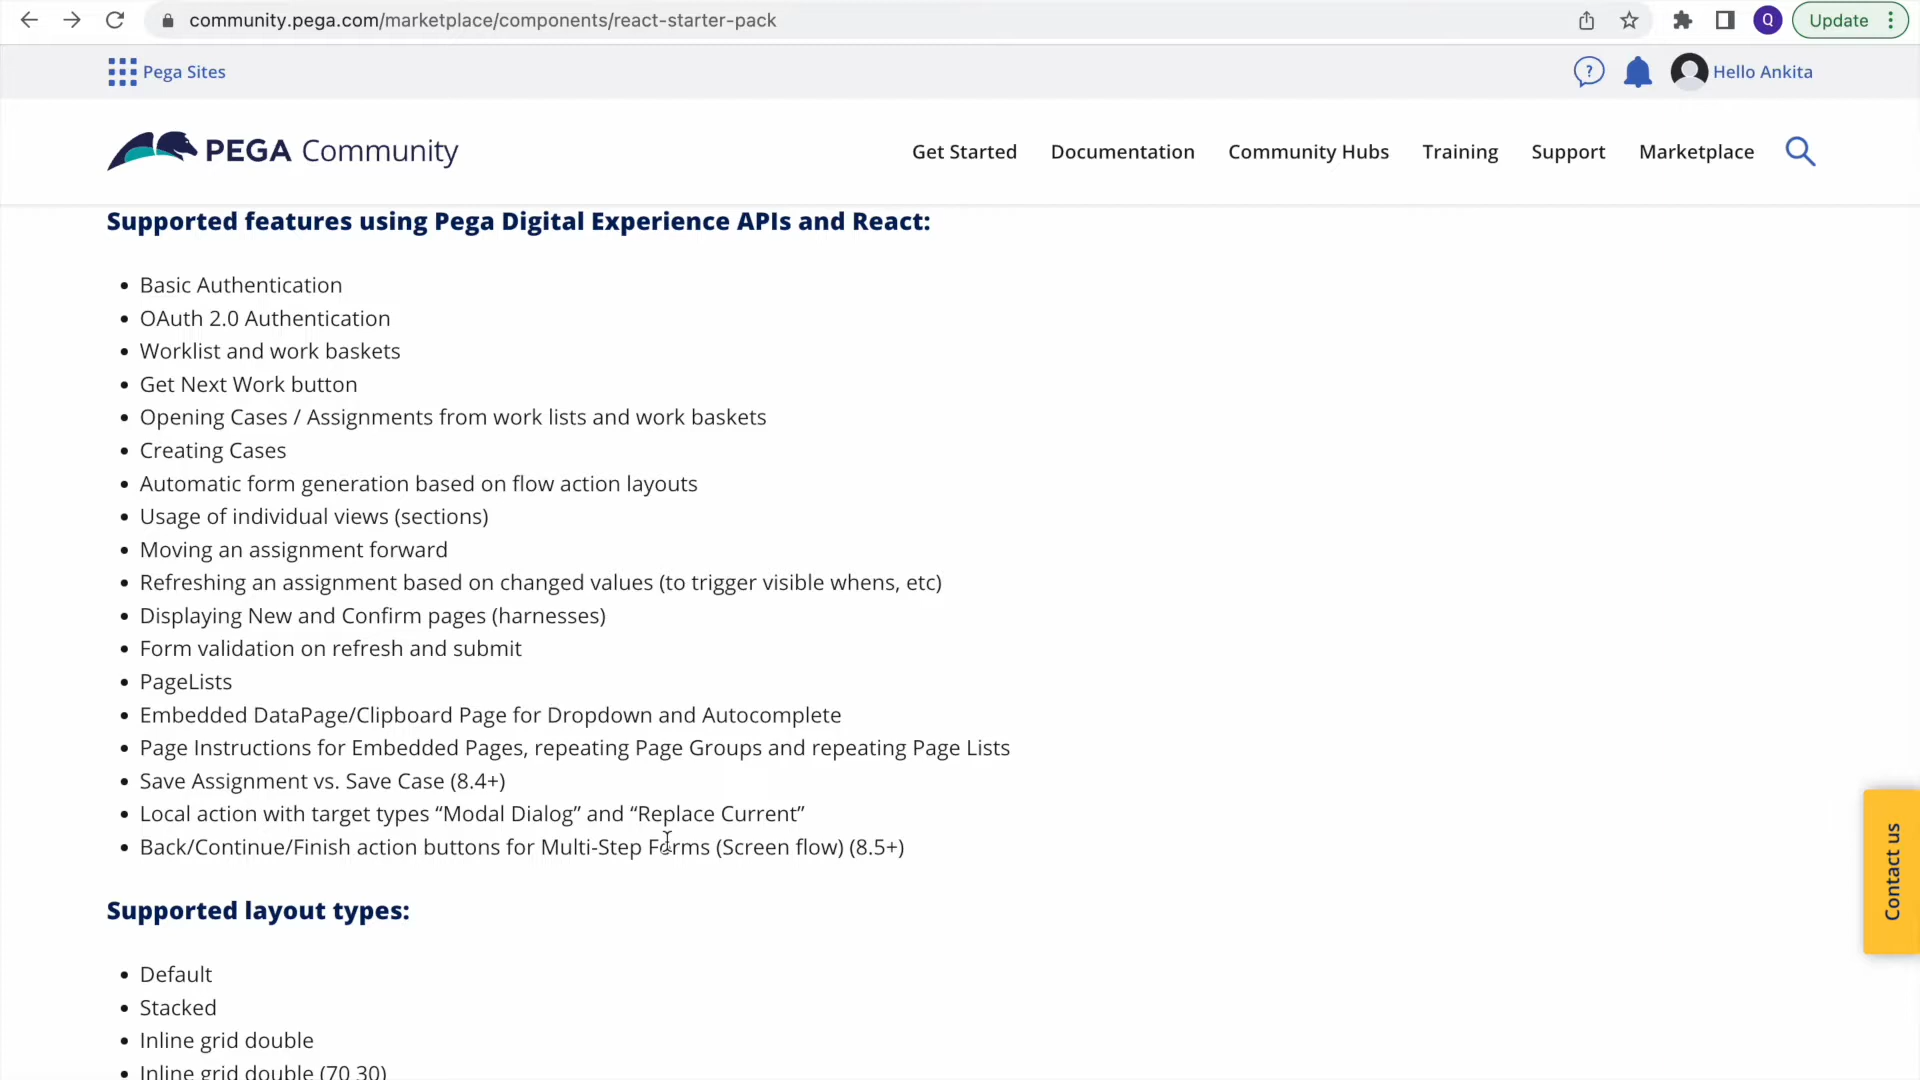 community.pega.com/marketplace/components/react-starter-pack
Q
Update
Pega Sites
?
Hello Ankita
PEGA Community
Get Started
Documentation
Community Hubs
Training
Support
Marketplace
Supported features using Pega Digital Experience APIs and React:
• Basic Authentication
• OAuth 2.0 Authentication
• Worklist and work baskets
• Get Next Work button
• Opening Cases / Assignments from work lists and work baskets
• Creating Cases
• Automatic form generation based on flow action layouts
• Usage of individual views (sections)
• Moving an assignment forward
• Refreshing an assignment based on changed values (to trigger visible whens, etc)
• Displaying New and Confirm pages (harnesses)
• Form validation on refresh and submit
• PageLists
• Embedded DataPage/Clipboard Page for Dropdown and Autocomplete
• Page Instructions for Embedded Pages, repeating Page Groups and repeating Page Lists
• Save Assignment vs. Save Case (8.4+)
• Local action with target types “Modal Dialog” and “Replace Current”
• Back/Continue/Finish action buttons for Multi-Step Forms (Screen flow) (8.5+)
Contact us
Supported layout types:
• Default
• Stacked
• Inline grid double
• Inline grid double (70 30)